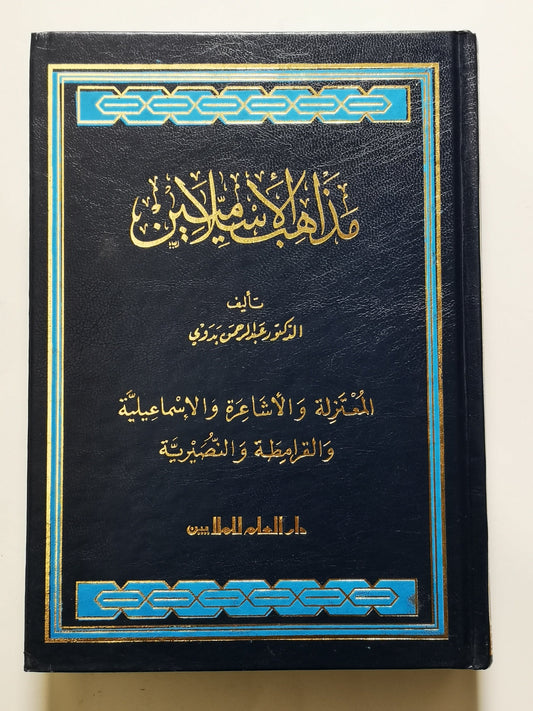 مذاهب الإسلاميين
تأليف
الدكتور عبد الرحمن بدوي
المعتزلة والأشاعرة والإسماعيلية
والقرامطة والنصيرية
دار العلم للملايين